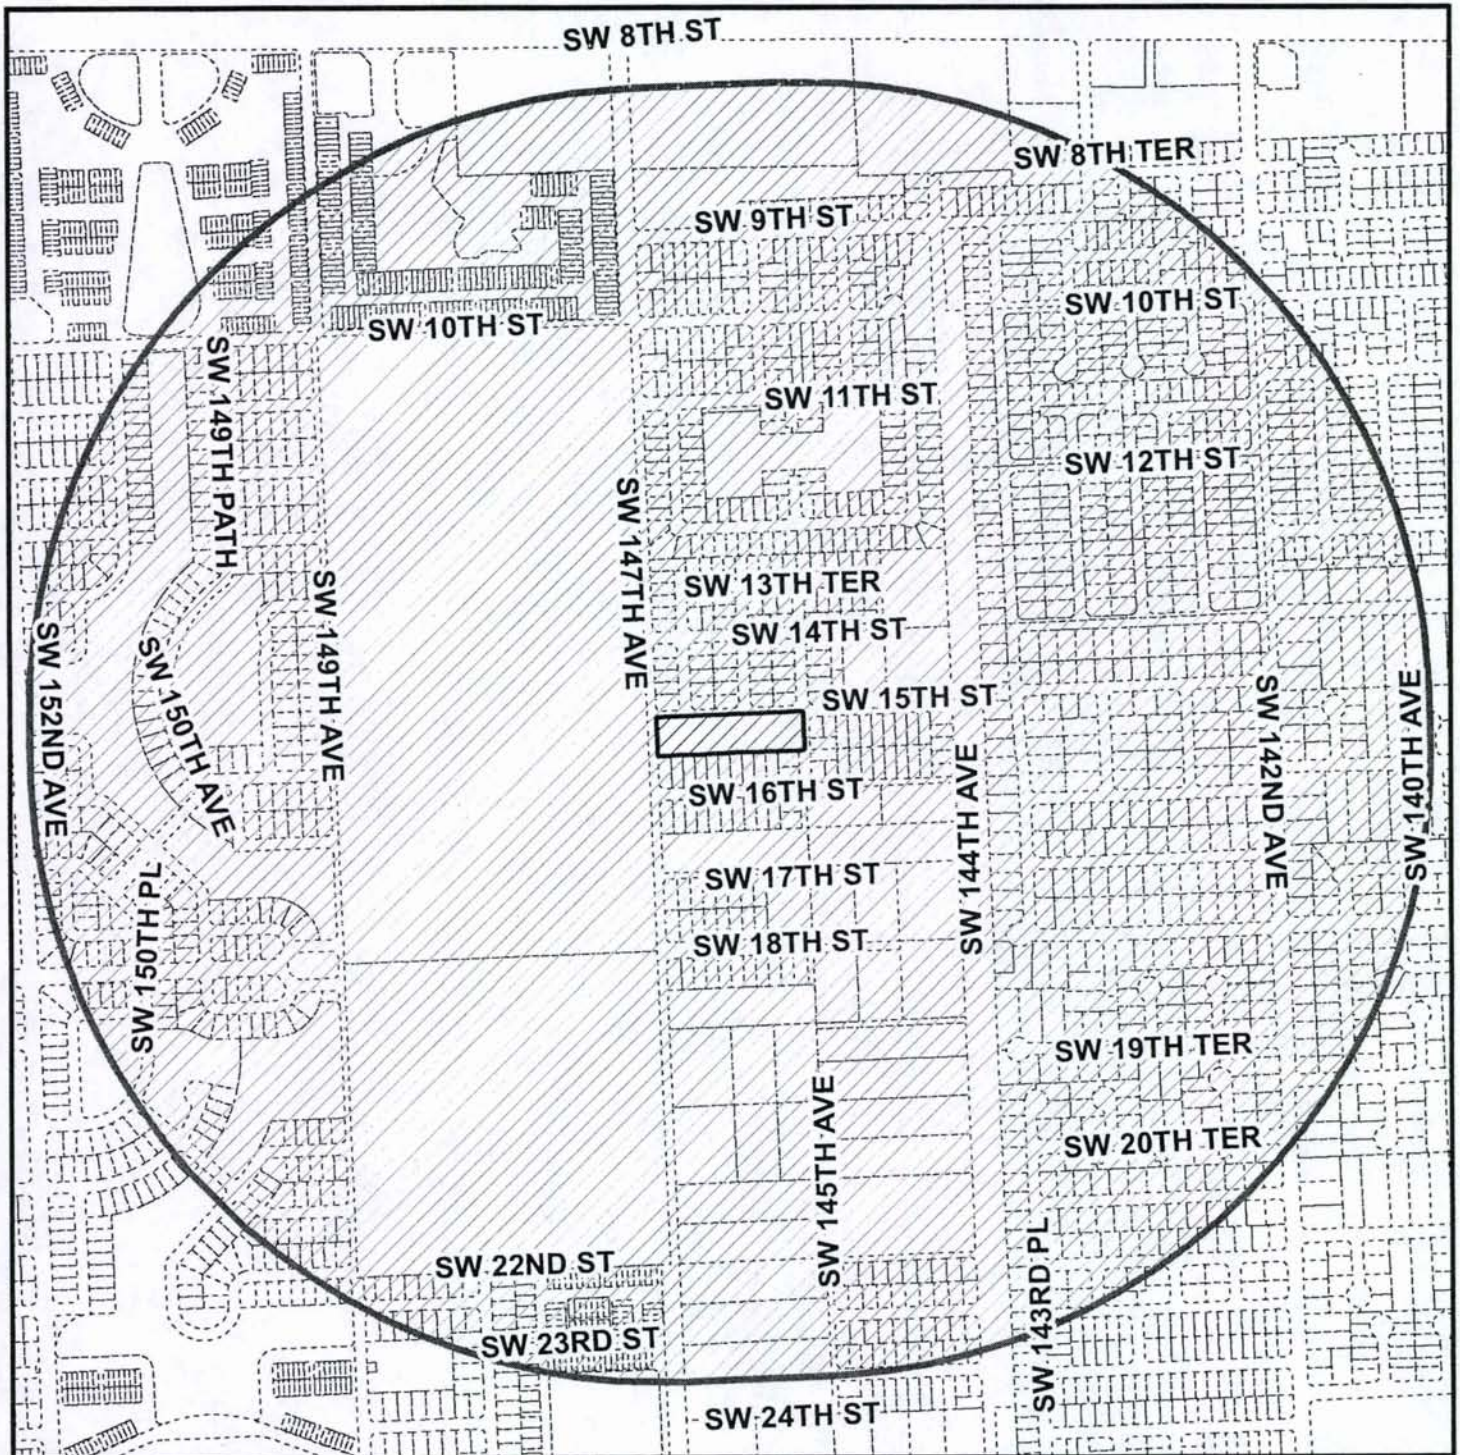 SW 8TH ST
SW 8TH TER
SW 9TH ST
SW 10TH ST
SW 10TH ST
SW 149TH PATH
SW 11TH ST
SW 12TH ST
SW 147TH AVE
SW 13TH TER
SW 149TH AVE
SW 14TH ST
SW 152ND AVE
SW 150TH AVE
SW 15TH ST
SW 142ND AVE
SW 140TH AVE
SW 144TH AVE
SW 16TH ST
SW 17TH ST
SW 150TH PL
SW 18TH ST
SW 19TH TER
SW 145TH AVE
SW 20TH TER
SW 143RD PL
SW 22ND ST
SW 23RD ST
SW 24TH ST